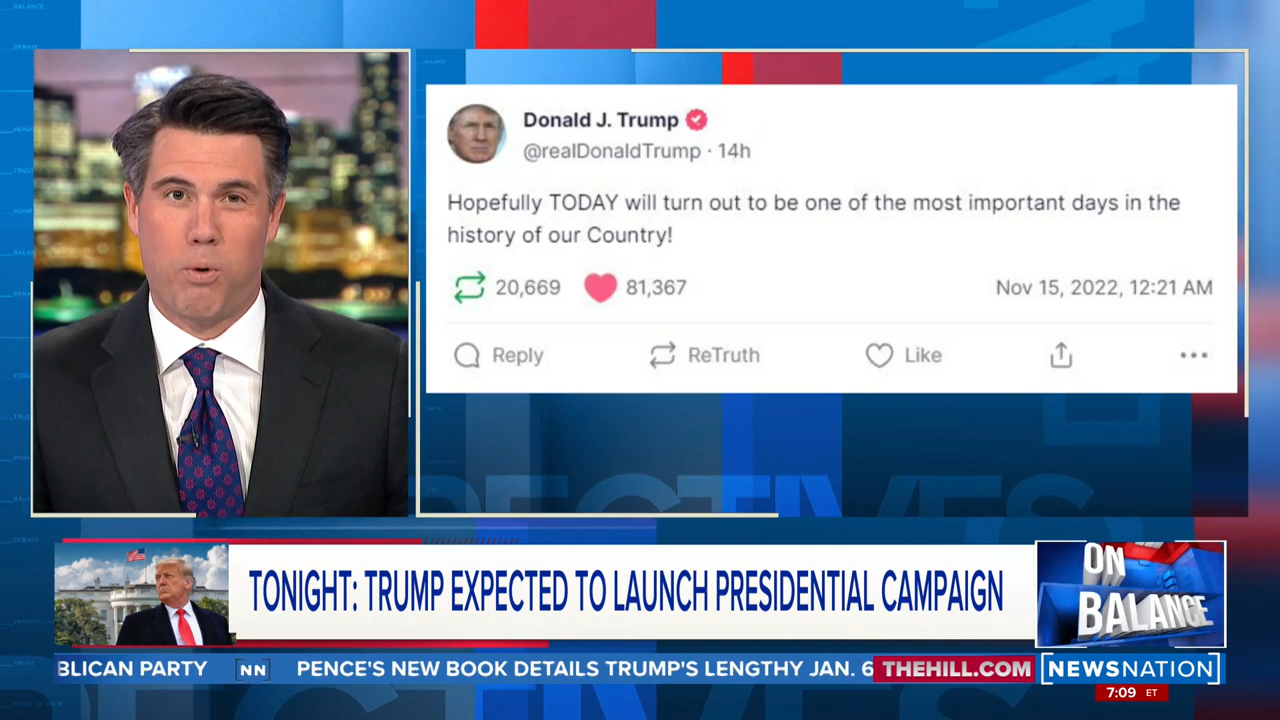 Donald J. Trump
@realDonaldTrump · 14h
Hopefully TODAY will turn out to be one of the most important days in the
history of our Country!
20,669 81,367 Nov 15, 2022, 12:21 AM
Reply ReTruth Like
TONIGHT: TRUMP EXPECTED TO LAUNCH PRESIDENTIAL CAMPAIGN
ON
BALANCE
BLICAN PARTY NN PENCE'S NEW BOOK DETAILS TRUMP'S LENGTHY JAN. 6 THEHILL.COM NEWSNATION
7:09 ET